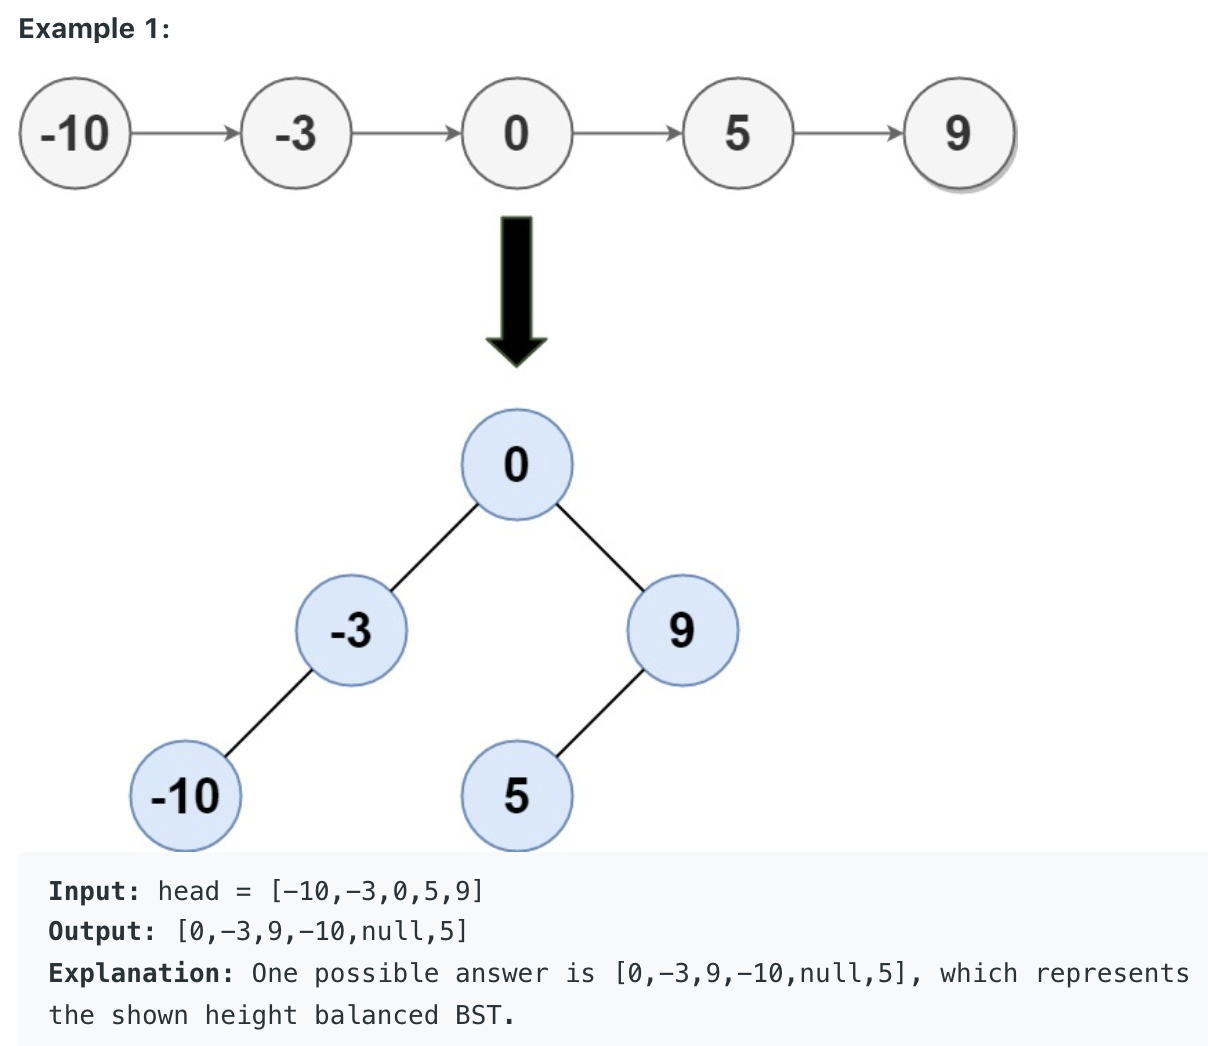 Example 1:
-10 -3 0 5 9
0
-3 9
-10 5
Input: head = [-10,-3,0,5,9]
Output: [0,-3,9,-10,null,5]
Explanation: One possible answer is [0,-3,9,-10,null,5], which represents
the shown height balanced BST.